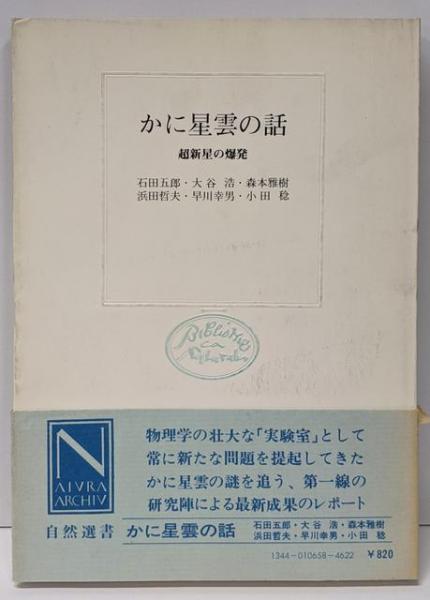 かに星雲の話
超新星の爆発
石田五郎・大谷 浩・森本雅樹
浜田哲夫・早川幸男・小田 稔
物理学の壮大な「実験室」として
常に新たな問題を提起してきた
かに星雲の謎を追う、第一線の
研究陣による最新成果のレポート
N
ATVRA
ARCHIV
自然選書 かに星雲の話
石田五郎・大谷 浩・森本雅樹
浜田哲夫・早川幸男・小田 稔
1344-010658-4622 ￥820